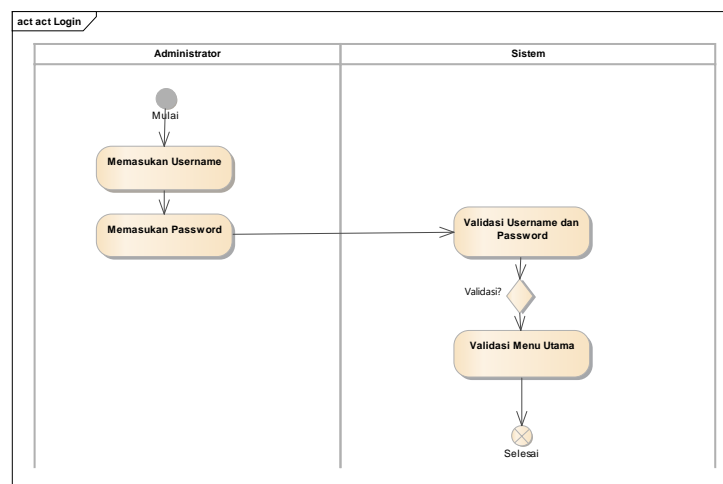 act act Login
Administrator
Sistem
Mulai
Memasukan Username
Memasukan Password
Validasi Username dan
Password
Validasi?
Validasi Menu Utama
Selesai